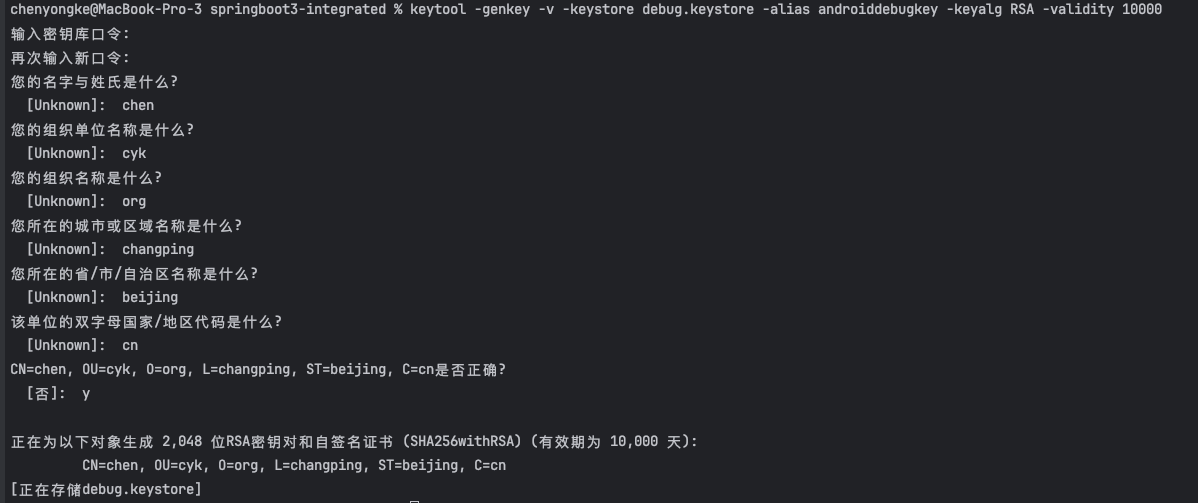 chenyongke@MacBook-Pro-3 springboot3-integrated % keytool -genkey -v -keystore debug.keystore -alias androiddebugkey -keyalg RSA -validity 10000
输入密钥库口令:
再次输入新口令:
您的名字与姓氏是什么?
[Unknown]: chen
您的组织单位名称是什么?
[Unknown]: cyk
您的组织名称是什么?
[Unknown]: org
您所在的城市或区域名称是什么?
[Unknown]: changping
您所在的省/市/自治区名称是什么?
[Unknown]: beijing
该单位的双字母国家/地区代码是什么?
[Unknown]: cn
CN=chen, OU=cyk, O=org, L=changping, ST=beijing, C=cn是否正确?
[否]: y
正在为以下对象生成 2,048 位RSA密钥对和自签名证书 (SHA256withRSA) (有效期为 10,000 天):
CN=chen, OU=cyk, O=org, L=changping, ST=beijing, C=cn
[正在存储debug.keystore]